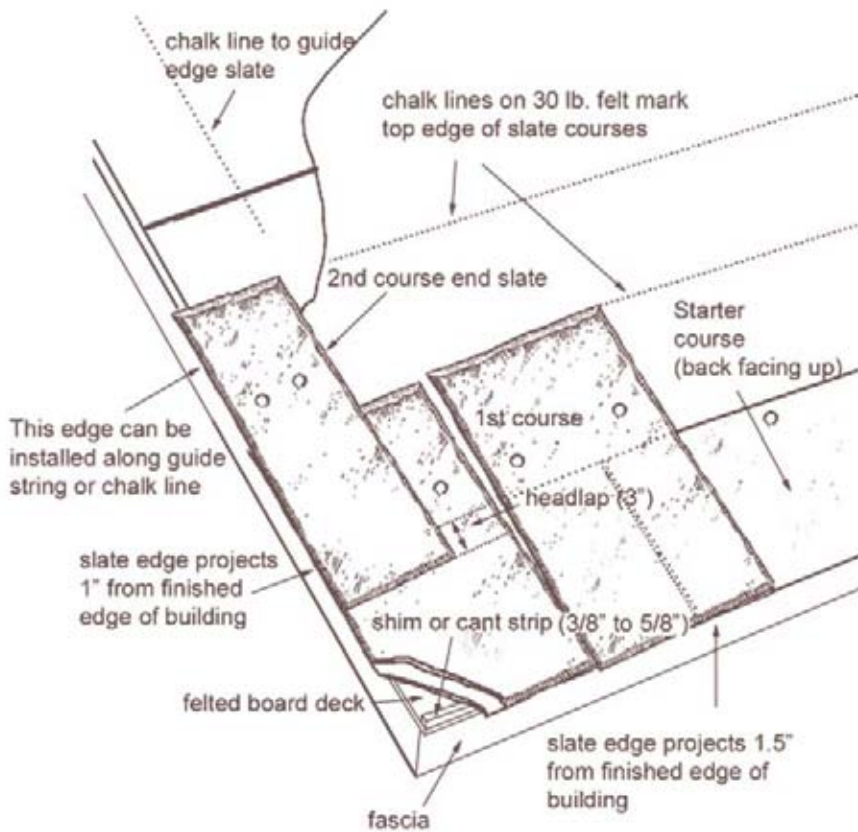 chalk line to guide
edge slate
chalk lines on 30 lb. felt mark
top edge of slate courses
2nd course end slate
Starter
course
(back facing up)
1st course
This edge can be
installed along guide
string or chalk line
headlap (3")
slate edge projects
1" from finished
edge of building
shim or cant strip (3/8" to 5/8")
felted board deck
slate edge projects 1.5"
from finished edge of
building
fascia